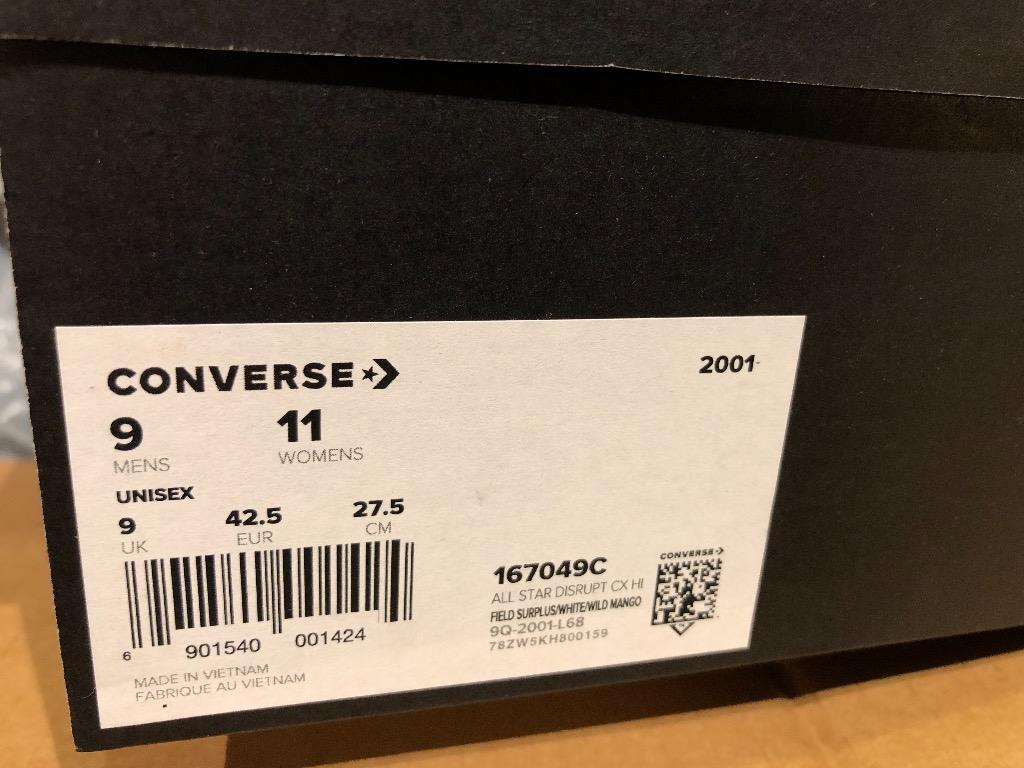 CONVERSE
2001
9 11
MENS WOMENS
UNISEX
9 42.5 27.5
UK EUR CM
6 901540 001424
MADE IN VIETNAM
FABRIQUE AU VIETNAM
167049C
ALL STAR DISRUPT CX HI
FIELD SURPLUS/WHITE/WILD MANGO
9Q-2001-L68
78ZW5KH800159
CONVERSE